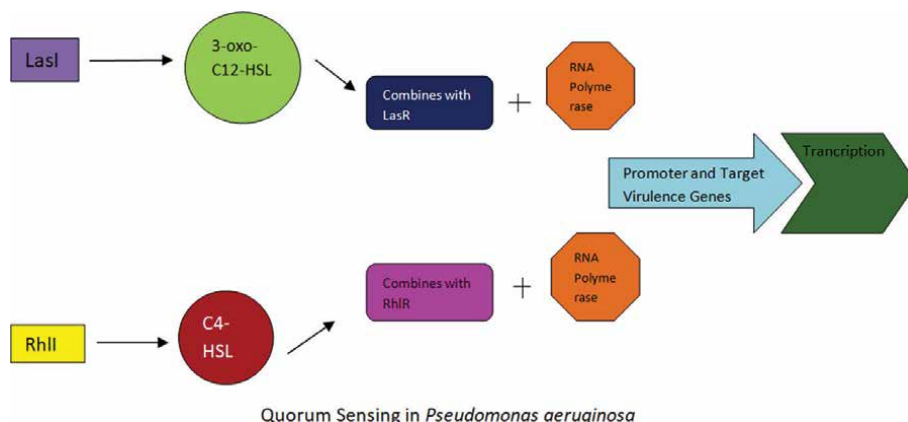 LasI
3-oxo-
C12-HSL
Combines with
LasR
+
RNA
Polyme
rase
Promoter and Target
Virulence Genes
Trancription
RhlI
C4-
HSL
Combines with
RhlR
+
RNA
Polyme
rase
Quorum Sensing in Pseudomonas aeruginosa